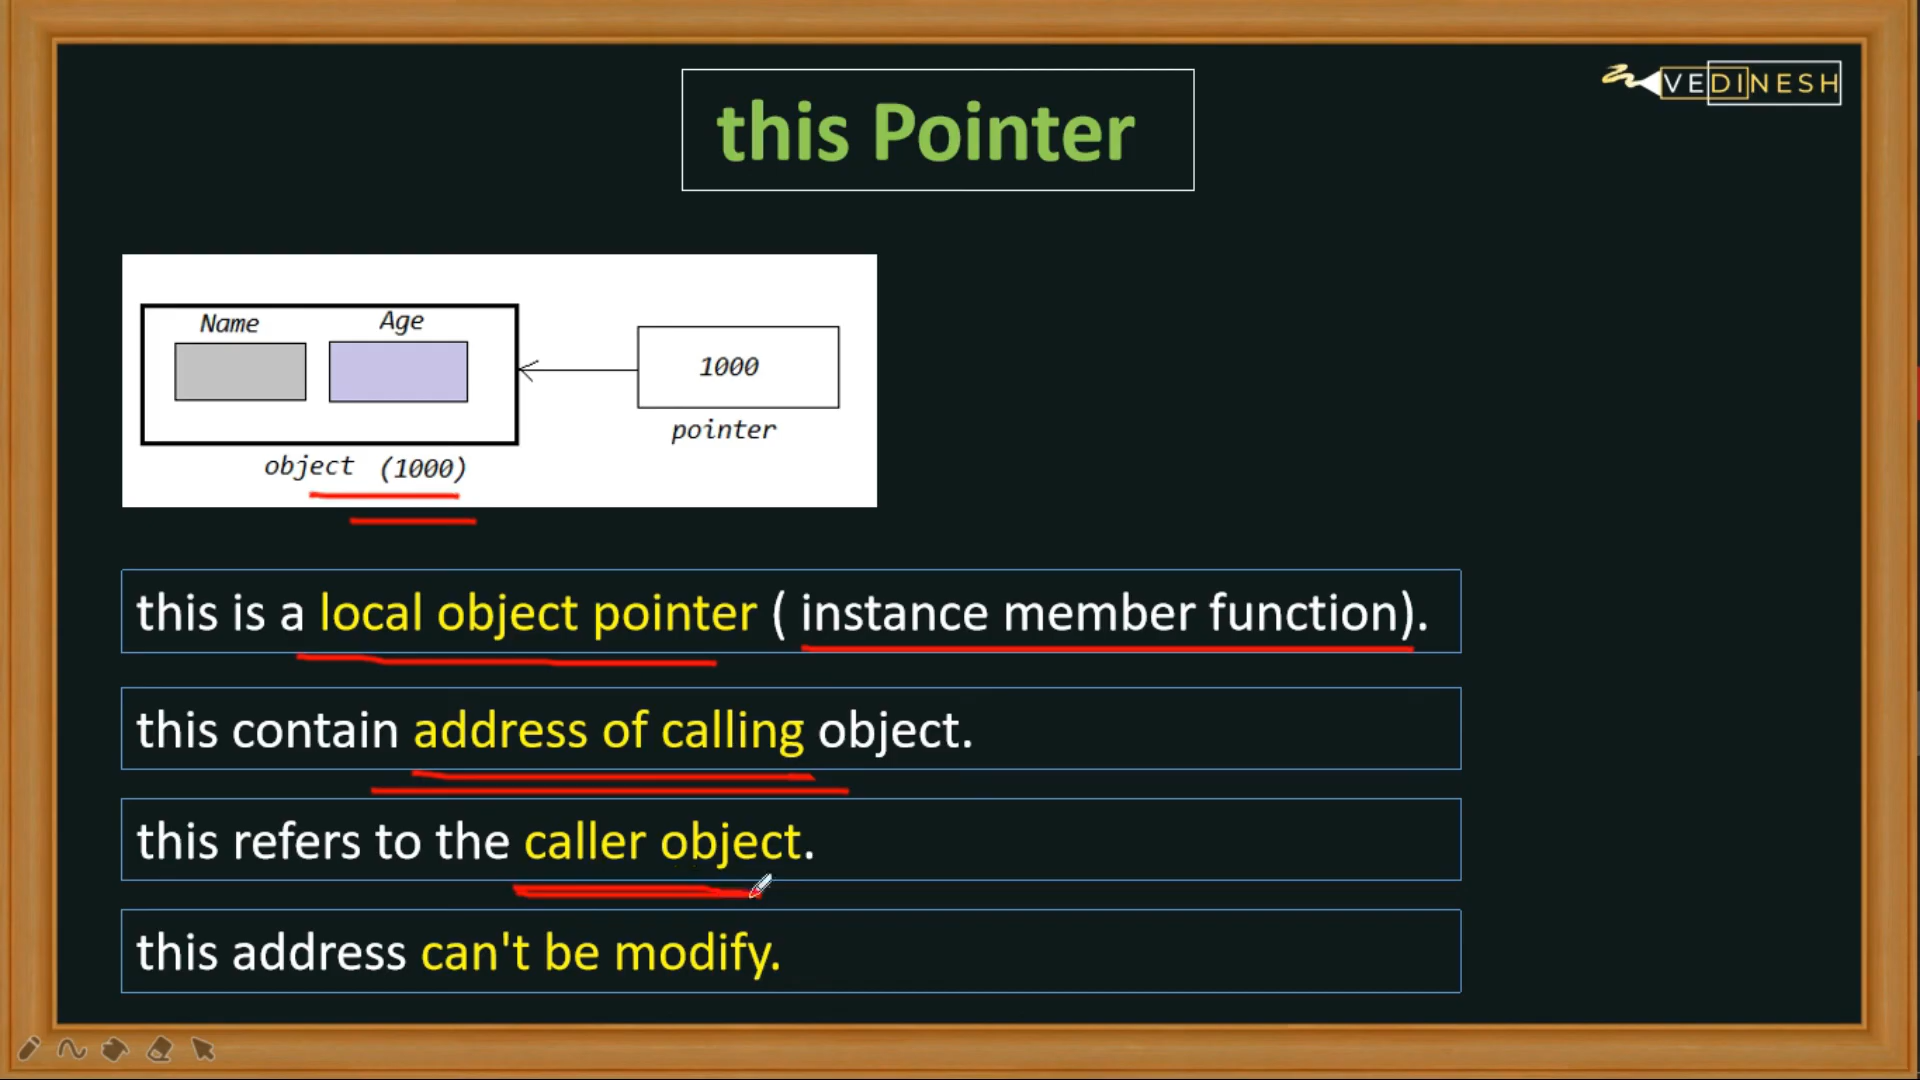 VEDINESH
this Pointer
Name Age
1000
pointer
object (1000)
this is a local object pointer ( instance member function).
this contain address of calling object.
this refers to the caller object.
this address can't be modify.